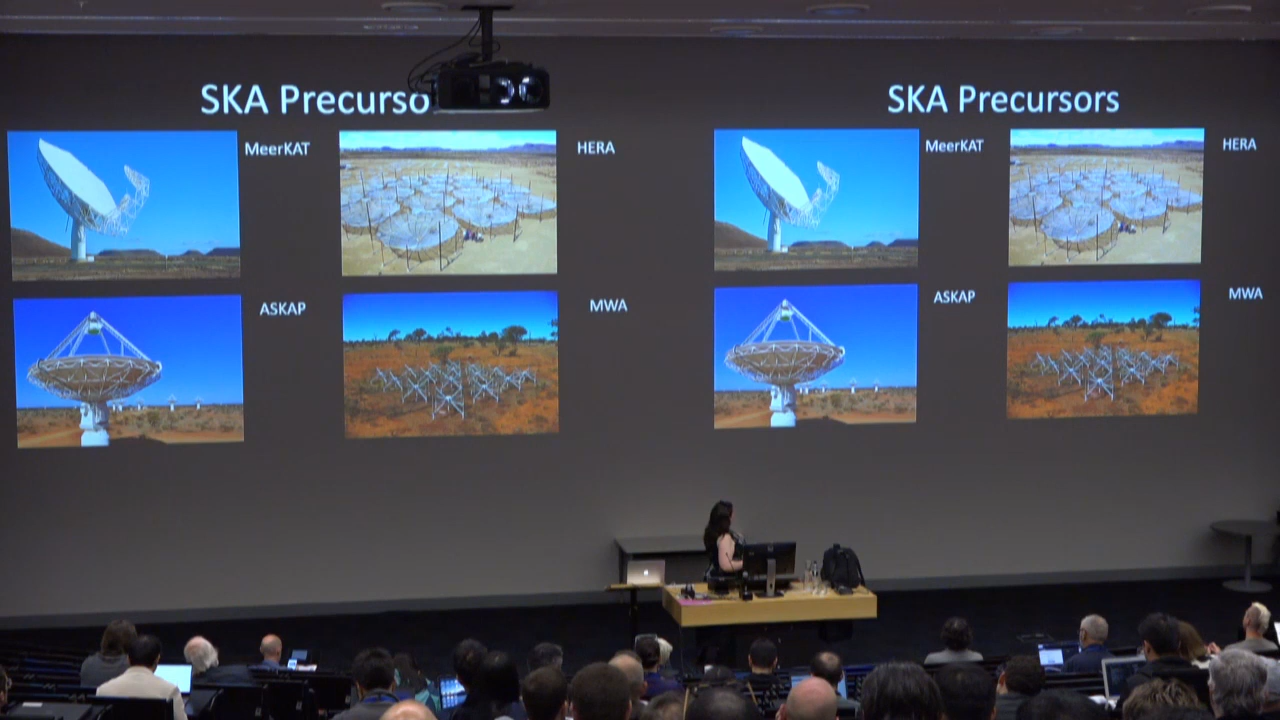 SKA Precurso
MeerKAT
HERA
ASKAP
MWA
SKA Precursors
MeerKAT
HERA
ASKAP
MWA